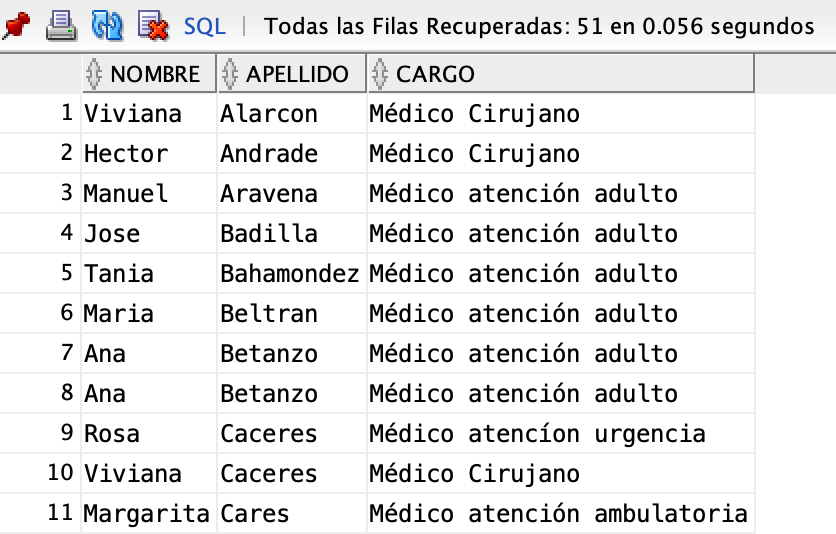 SQL | Todas las Filas Recuperadas: 51 en 0.056 segundos
NOMBRE APELLIDO CARGO
1 Viviana Alarcon Médico Cirujano
2 Hector Andrade Médico Cirujano
3 Manuel Aravena Médico atención adulto
4 Jose Badilla Médico atención adulto
5 Tania Bahamondez Médico atención adulto
6 Maria Beltran Médico atención adulto
7 Ana Betanzo Médico atención adulto
8 Ana Betanzo Médico atención adulto
9 Rosa Caceres Médico atencíon urgencia
10 Viviana Caceres Médico Cirujano
11 Margarita Cares Médico atención ambulatoria